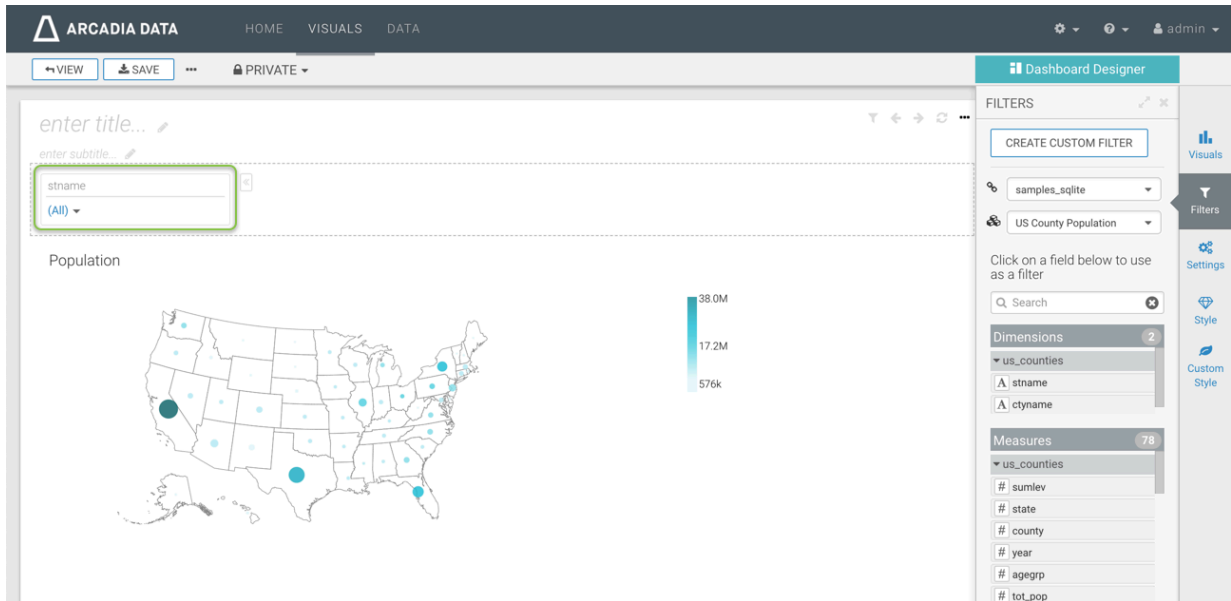 ARCADIA DATA HOME VISUALS DATA admin
VIEW SAVE PRIVATE Dashboard Designer
enter title...
enter subtitle...
stname
(All)
Population
38.0M
17.2M
576k
FILTERS
CREATE CUSTOM FILTER
samples_sqlite
US County Population
Click on a field below to use
as a filter
Search
Dimensions 2
us_counties
A stname
A ctyname
Measures 78
us_counties
# sumlev
# state
# county
# year
# agegrp
# tot_pop
Visuals
Filters
Settings
Style
Custom
Style